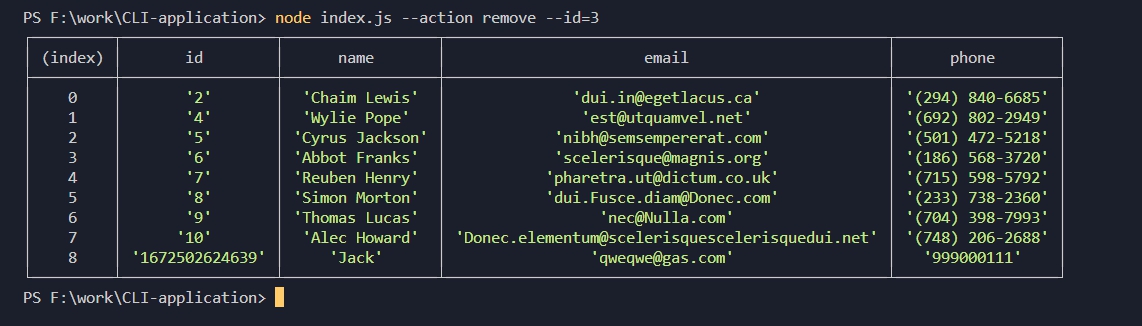 PS F:\work\CLI-application> node index.js --action remove --id=3
(index) id name email phone
0 '2' 'Chaim Lewis' 'dui.in@egetlacus.ca' '(294) 840-6685'
1 '4' 'Wylie Pope' 'est@utquamvel.net' '(692) 802-2949'
2 '5' 'Cyrus Jackson' 'nibh@semsempererat.com' '(501) 472-5218'
3 '6' 'Abbot Franks' 'scelerisque@magnis.org' '(186) 568-3720'
4 '7' 'Reuben Henry' 'pharetra.ut@dictum.co.uk' '(715) 598-5792'
5 '8' 'Simon Morton' 'dui.Fusce.diam@Donec.com' '(233) 738-2360'
6 '9' 'Thomas Lucas' 'nec@Nulla.com' '(704) 398-7993'
7 '10' 'Alec Howard' 'Donec.elementum@scelerisquescelerisquedui.net' '(748) 206-2688'
8 '1672502624639' 'Jack' 'qweqwe@gas.com' '999000111'
PS F:\work\CLI-application>